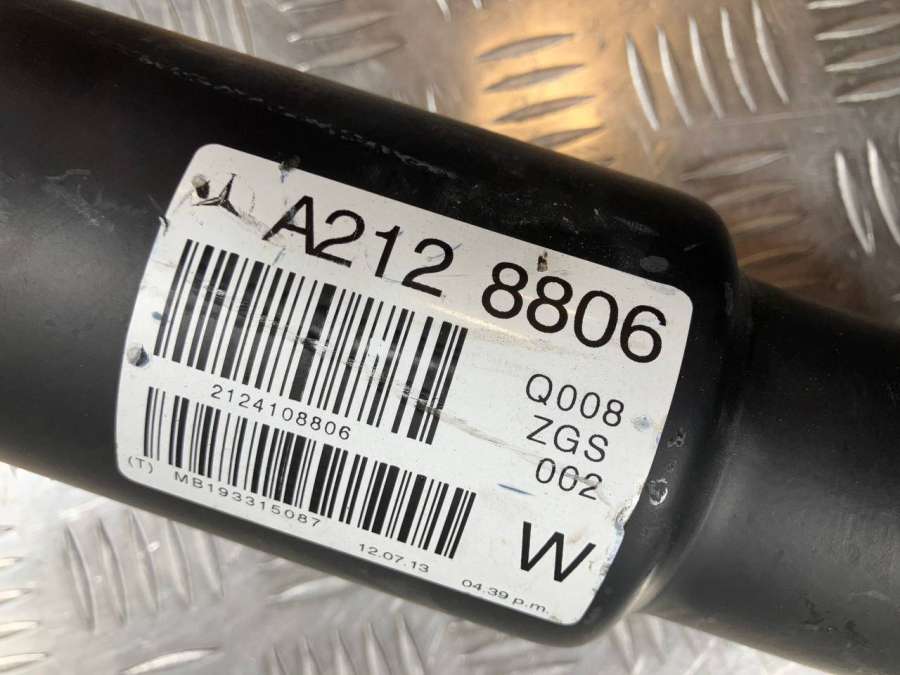 A212 8806
2124108806
Q008
ZGS
002
(T) MB193315087
W
12.07.13 04.39 p.m.